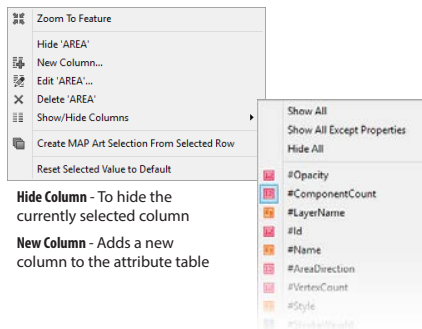 Zoom To Feature
Hide 'AREA'
New Column...
Edit 'AREA'...
Delete 'AREA'
Show/Hide Columns
Create MAP Art Selection From Selected Row
Reset Selected Value to Default
Show All
Show All Except Properties
Hide All
#Opacity
#ComponentCount
#LayerName
#Id
#Name
#AreaDirection
#VertexCount
#Style
Hide Column - To hide the
currently selected column
New Column - Adds a new
column to the attribute table